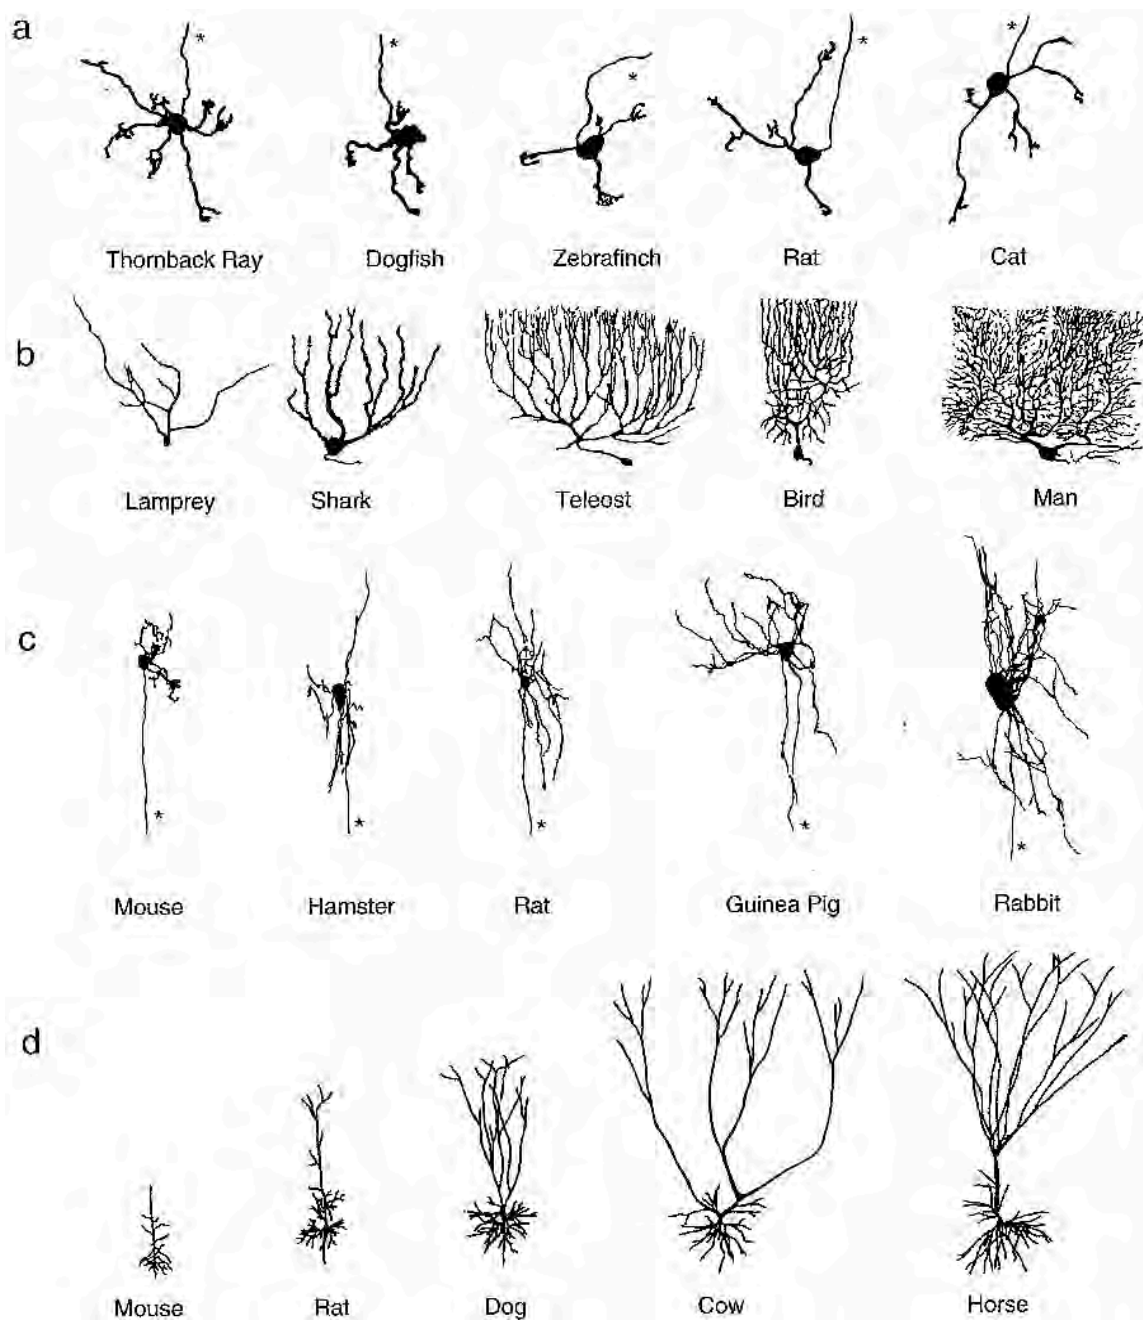 a
* * * * *
Thornback Ray Dogfish Zebrafinch Rat Cat
b
Lamprey Shark Teleost Bird Man
c
* * * * *
Mouse Hamster Rat Guinea Pig Rabbit
d
Mouse Rat Dog Cow Horse